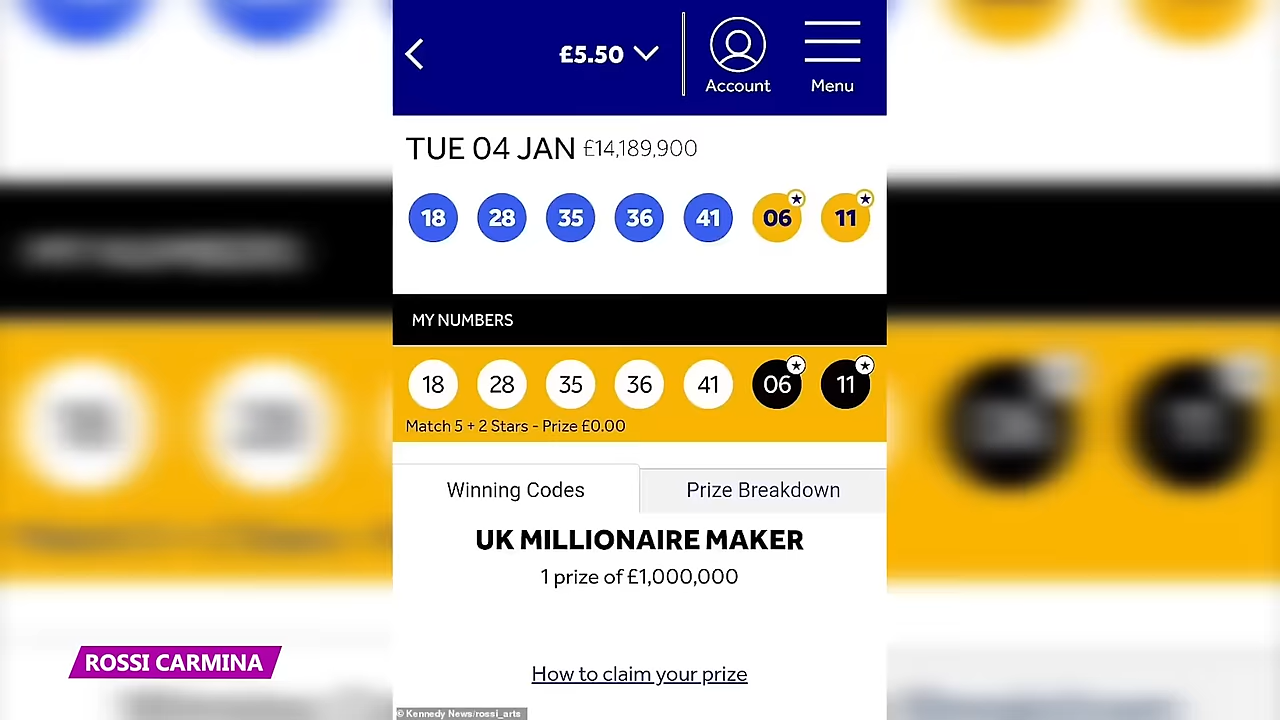 £5.50
Account
Menu
TUE 04 JAN £14,189,900
18 28 35 36 41 06 11
MY NUMBERS
18 28 35 36 41 06 11
Match 5 + 2 Stars - Prize £0.00
Winning Codes
Prize Breakdown
UK MILLIONAIRE MAKER
1 prize of £1,000,000
How to claim your prize
ROSSI CARMINA
© Kennedy News/rossi_arts